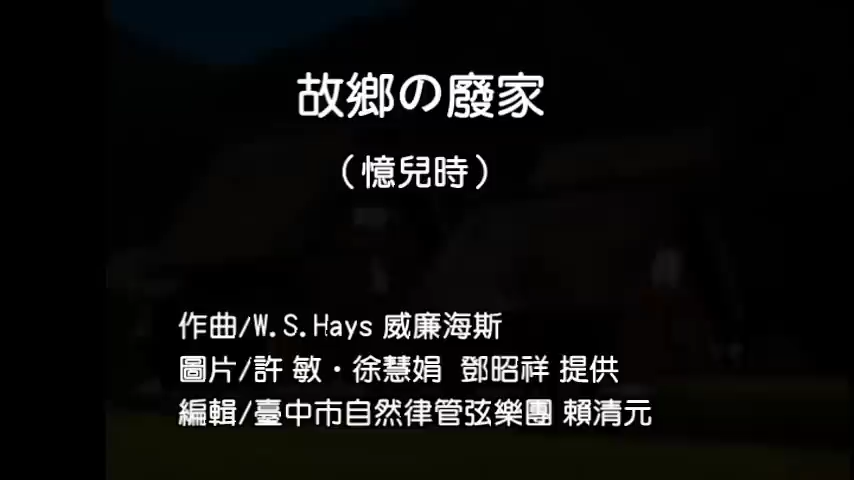 故鄉の廢家
（憶兒時）
作曲/W.S.Hays 威廉海斯
圖片/許 敏・徐慧娟 鄧昭祥 提供
編輯/臺中市自然律管弦樂團 賴清元